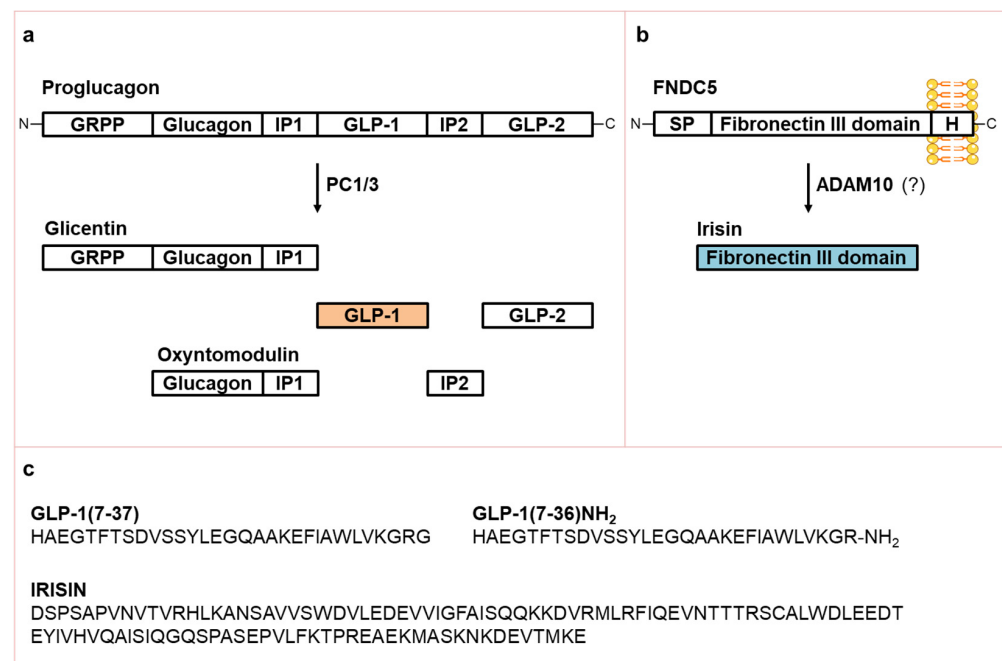 a
Proglucagon
N GRPP Glucagon IP1 GLP-1 IP2 GLP-2 C
PC1/3
Glicentin
GRPP Glucagon IP1
GLP-1 GLP-2
Oxyntomodulin
Glucagon IP1 IP2
b
FNDC5
N SP Fibronectin III domain H C
ADAM10 (?)
Irisin
Fibronectin III domain
c
GLP-1(7-37)
HAEGTFTSDVSSYLEGQAAKEFIAWLVKGRG
GLP-1(7-36)NH₂
HAEGTFTSDVSSYLEGQAAKEFIAWLVKGR-NH₂
IRISIN
DSPSAPVNVTVRHLKANSAVVSWDVLEDEVVIGFAISQQKKDVRMLRFIQEVNTTTRSCALWDLEEDT
EYIVHVQAISIQGQSPASEPVLFKTPREAEKMASKNKDEVTMKE